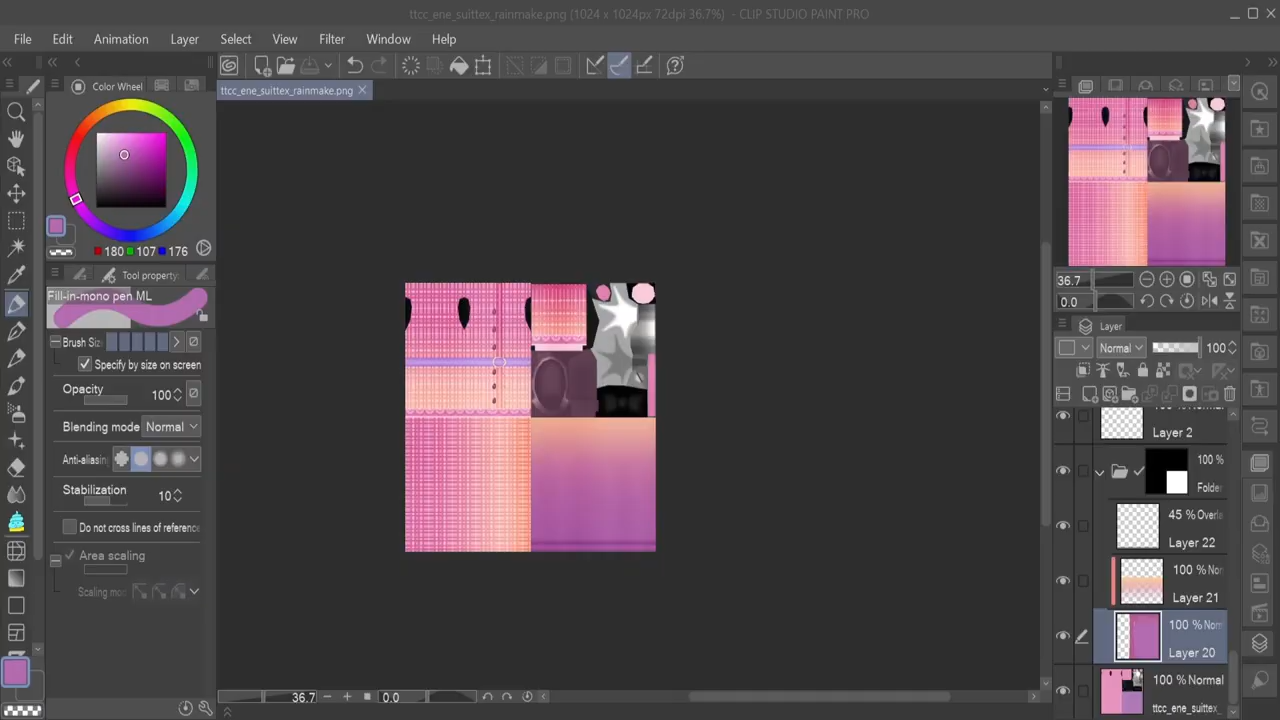 ttcc_ene_suittex_rainmake.png (1024 x 1024px 72dpi 36.7%) - CLIP STUDIO PAINT PRO
File Edit Animation Layer Select View Filter Window Help
Color Wheel
ttcc_ene_suittex_rainmake.png
180 107 176
Tool property
Fill-in-mono pen ML
Brush Siz
Specify by size on screen
Opacity 100
Blending mode Normal
Anti-aliasing
Stabilization 10
Do not cross lines of reference
Area scaling
Scaling mo
36.7 0.0
36.7
0.0
Layer
Normal 100
Layer 2
100 %
Folde
45 % Overla
Layer 22
100 % Nor
Layer 21
100 % Norm
Layer 20
100 % Normal
ttcc_ene_suittex_